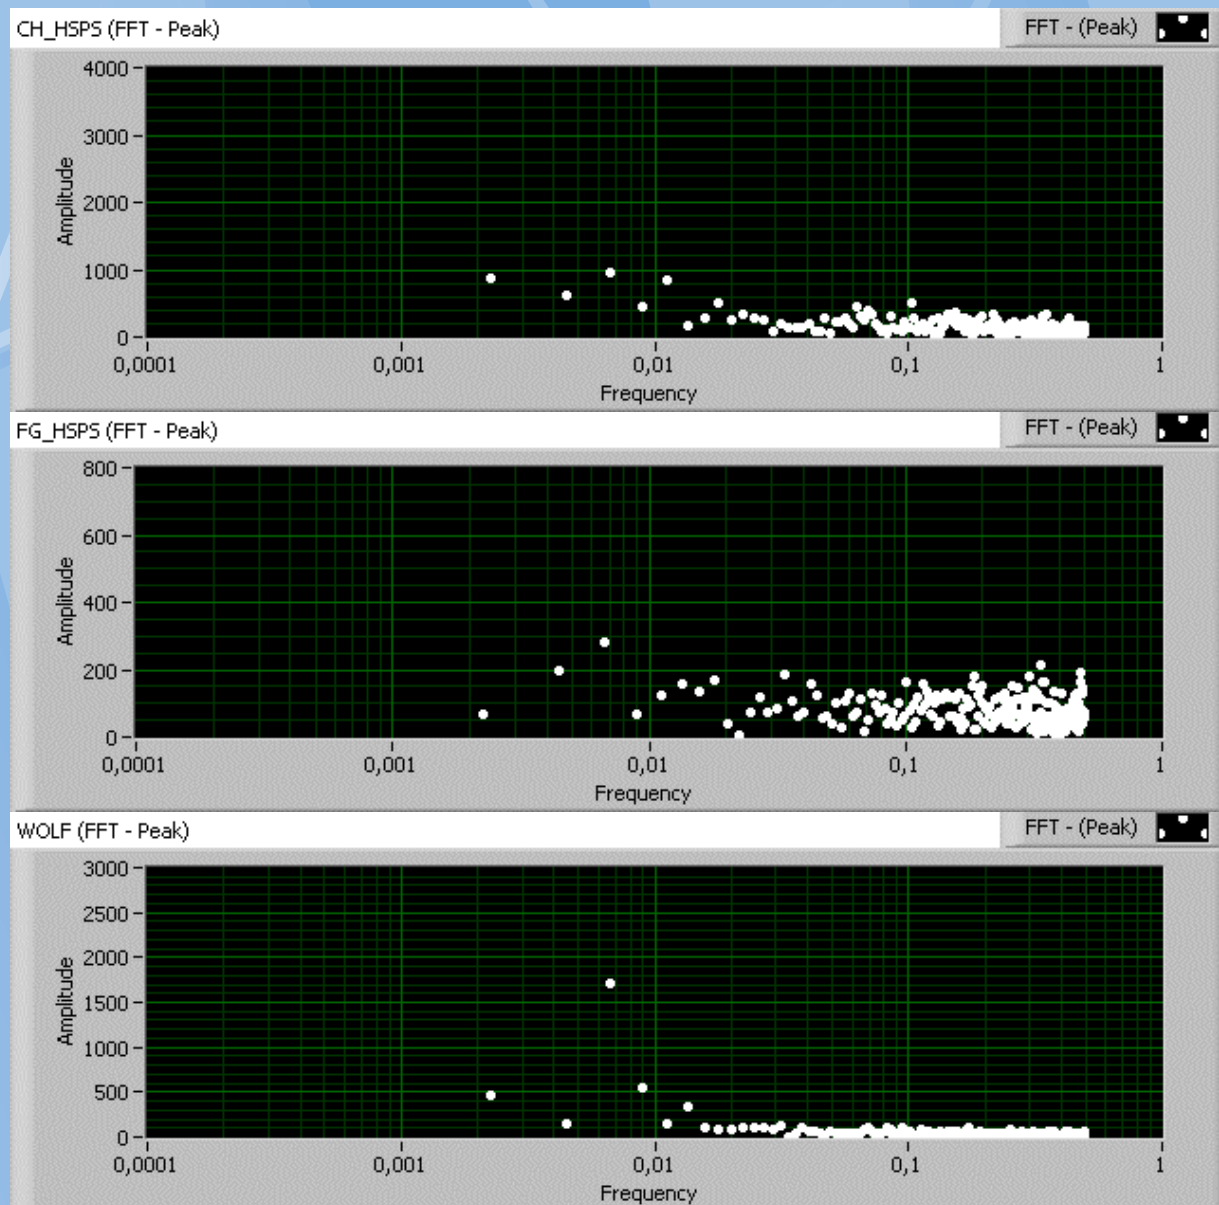 CH_HSPS (FFT - Peak) FFT - (Peak)
4000
3000
2000
1000
0
Amplitude
0,0001 0,001 0,01 0,1 1
Frequency
FG_HSPS (FFT - Peak) FFT - (Peak)
800
600
400
200
0
Amplitude
0,0001 0,001 0,01 0,1 1
Frequency
WOLF (FFT - Peak) FFT - (Peak)
3000
2500
2000
1500
1000
500
0
Amplitude
0,0001 0,001 0,01 0,1 1
Frequency